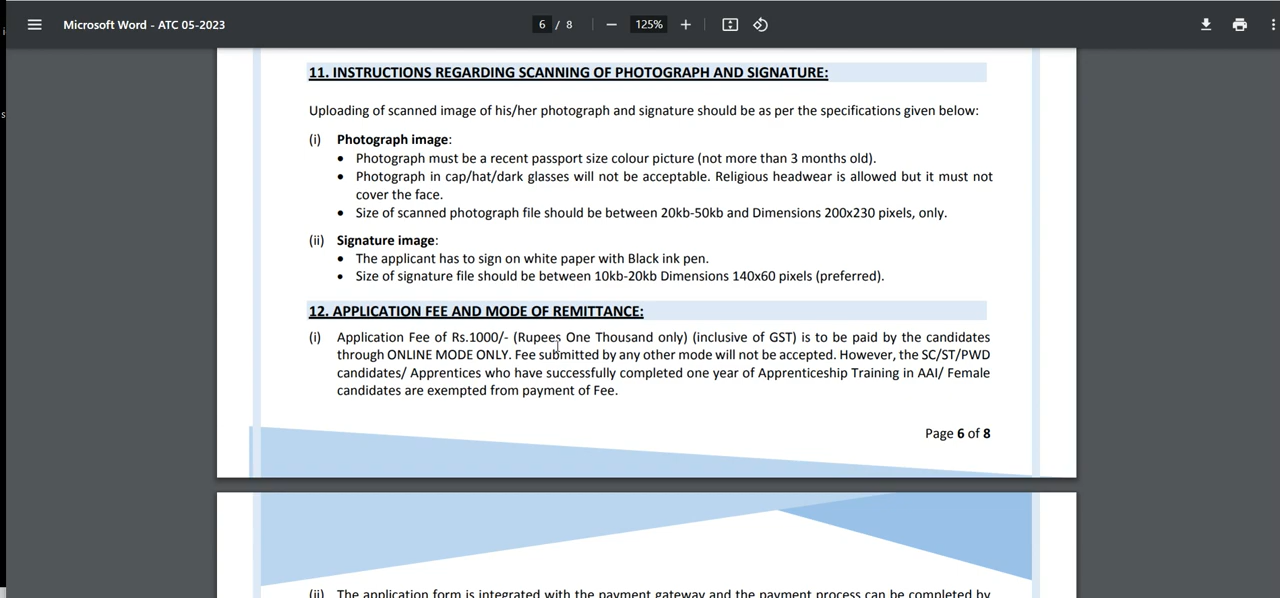 Microsoft Word - ATC 05-2023
6 / 8
125%
11. INSTRUCTIONS REGARDING SCANNING OF PHOTOGRAPH AND SIGNATURE:
Uploading of scanned image of his/her photograph and signature should be as per the specifications given below:
(i) Photograph image:
• Photograph must be a recent passport size colour picture (not more than 3 months old).
• Photograph in cap/hat/dark glasses will not be acceptable. Religious headwear is allowed but it must not
cover the face.
• Size of scanned photograph file should be between 20kb-50kb and Dimensions 200x230 pixels, only.
(ii) Signature image:
• The applicant has to sign on white paper with Black ink pen.
• Size of signature file should be between 10kb-20kb Dimensions 140x60 pixels (preferred).
12. APPLICATION FEE AND MODE OF REMITTANCE:
(i) Application Fee of Rs.1000/- (Rupees One Thousand only) (inclusive of GST) is to be paid by the candidates
through ONLINE MODE ONLY. Fee submitted by any other mode will not be accepted. However, the SC/ST/PWD
candidates/ Apprentices who have successfully completed one year of Apprenticeship Training in AAI/ Female
candidates are exempted from payment of Fee.
Page 6 of 8
(ii) The application form is integrated with the payment gateway and the payment process can be completed by